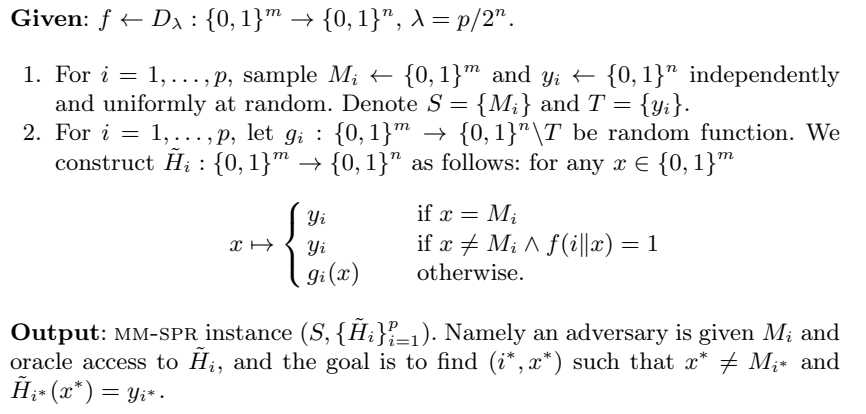 Given: f ← D_λ : {0, 1}^m → {0, 1}^n, λ = p/2^n.
1. For i = 1, . . . , p, sample M_i ← {0, 1}^m and y_i ← {0, 1}^n independently
and uniformly at random. Denote S = {M_i} and T = {y_i}.
2. For i = 1, . . . , p, let g_i : {0, 1}^m → {0, 1}^n\T be random function. We
construct H̃_i : {0, 1}^m → {0, 1}^n as follows: for any x ∈ {0, 1}^m
x ↦ { y_i if x = M_i
y_i if x ≠ M_i ∧ f(i∥x) = 1
g_i(x) otherwise.
Output: MM-SPR instance (S, {H̃_i}_{i=1}^p). Namely an adversary is given M_i and
oracle access to H̃_i, and the goal is to find (i*, x*) such that x* ≠ M_{i*} and
H̃_{i*}(x*) = y_{i*}.